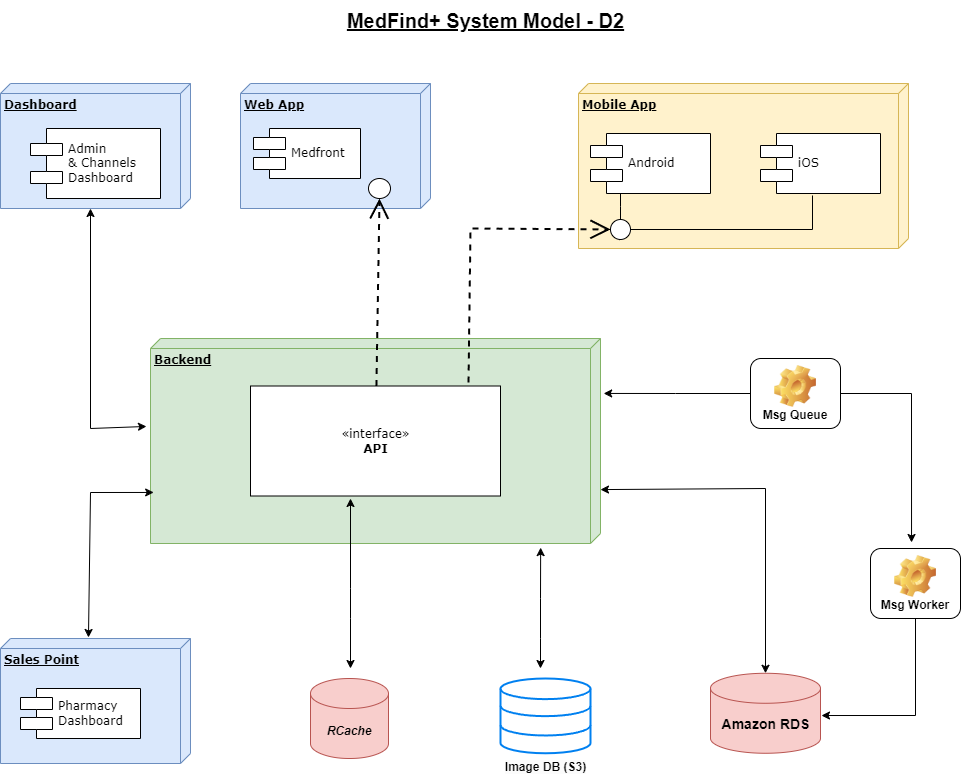 MedFind+ System Model - D2
Dashboard
Admin
& Channels
Dashboard
Web App
Medfront
Mobile App
Android
iOS
Backend
«interface»
API
Msg Queue
Msg Worker
Sales Point
Pharmacy
Dashboard
RCache
Image DB (S3)
Amazon RDS